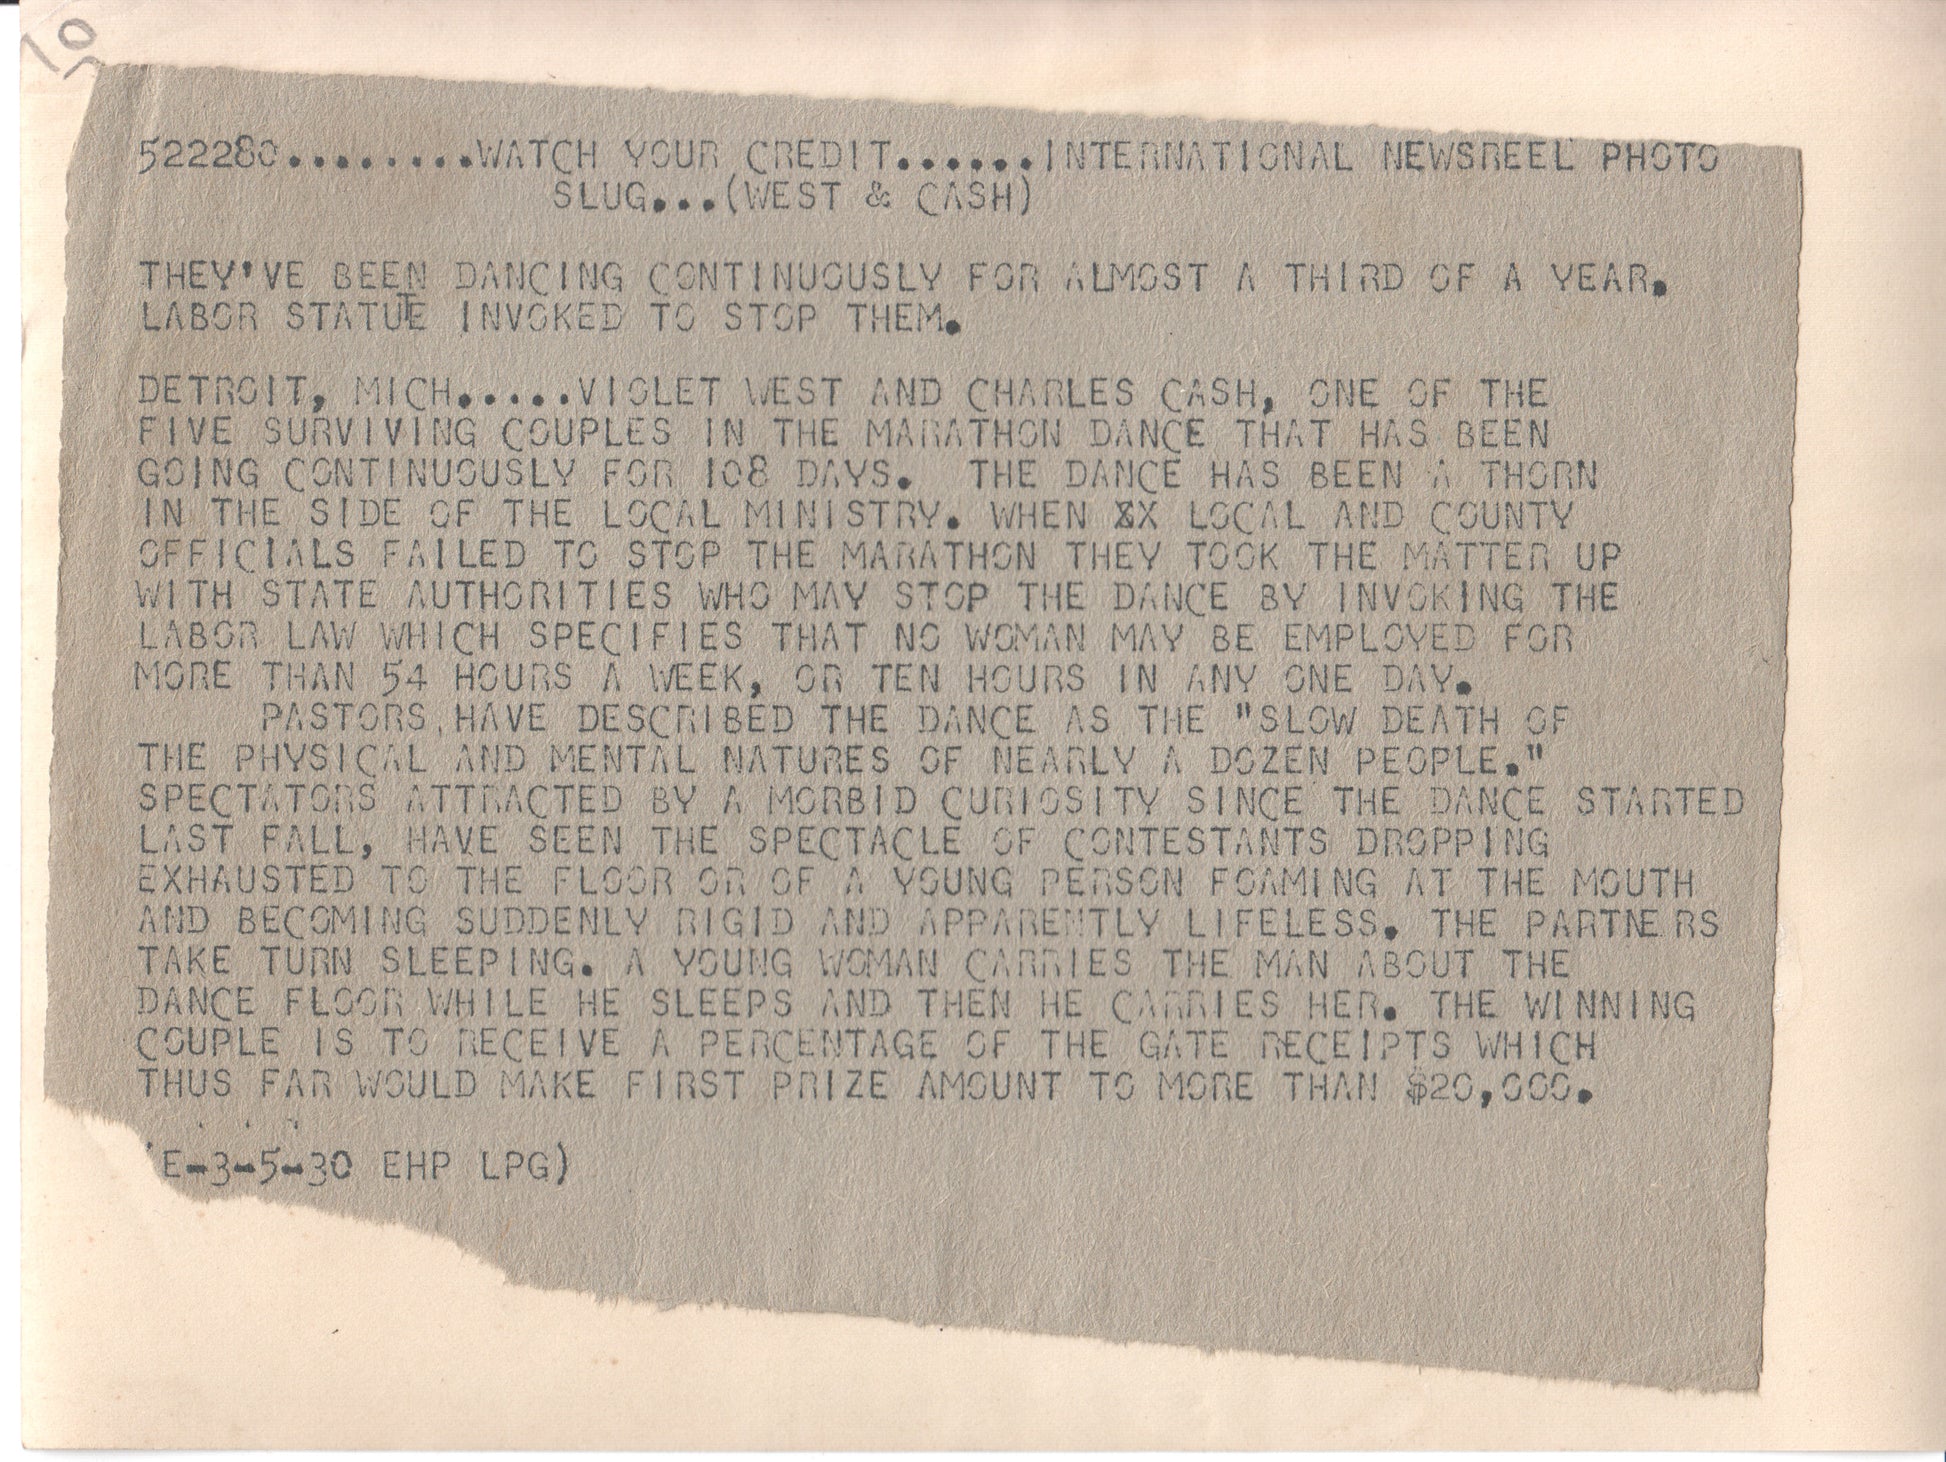 522280........WATCH YOUR CREDIT......INTERNATIONAL NEWSREEL PHOTO
SLUG...(WEST & CASH)
THEY'VE BEEN DANCING CONTINUOUSLY FOR ALMOST A THIRD OF A YEAR.
LABOR STATUTE INVOKED TO STOP THEM.
DETROIT, MICH.....VIOLET WEST AND CHARLES CASH, ONE OF THE
FIVE SURVIVING COUPLES IN THE MARATHON DANCE THAT HAS BEEN
GOING CONTINUOUSLY FOR 108 DAYS. THE DANCE HAS BEEN A THORN
IN THE SIDE OF THE LOCAL MINISTRY. WHEN XX LOCAL AND COUNTY
OFFICIALS FAILED TO STOP THE MARATHON THEY TOOK THE MATTER UP
WITH STATE AUTHORITIES WHO MAY STOP THE DANCE BY INVOKING THE
LABOR LAW WHICH SPECIFIES THAT NO WOMAN MAY BE EMPLOYED FOR
MORE THAN 54 HOURS A WEEK, OR TEN HOURS IN ANY ONE DAY.
PASTORS HAVE DESCRIBED THE DANCE AS THE "SLOW DEATH OF
THE PHYSICAL AND MENTAL NATURES OF NEARLY A DOZEN PEOPLE."
SPECTATORS ATTRACTED BY A MORBID CURIOSITY SINCE THE DANCE STARTED
LAST FALL, HAVE SEEN THE SPECTACLE OF CONTESTANTS DROPPING
EXHAUSTED TO THE FLOOR OR OF A YOUNG PERSON FOAMING AT THE MOUTH
AND BECOMING SUDDENLY RIGID AND APPARENTLY LIFELESS. THE PARTNERS
TAKE TURN SLEEPING. A YOUNG WOMAN CARRIES THE MAN ABOUT THE
DANCE FLOOR WHILE HE SLEEPS AND THEN HE CARRIES HER. THE WINNING
COUPLE IS TO RECEIVE A PERCENTAGE OF THE GATE RECEIPTS WHICH
THUS FAR WOULD MAKE FIRST PRIZE AMOUNT TO MORE THAN $20,000.
E-3-5-30 EHP LPG)